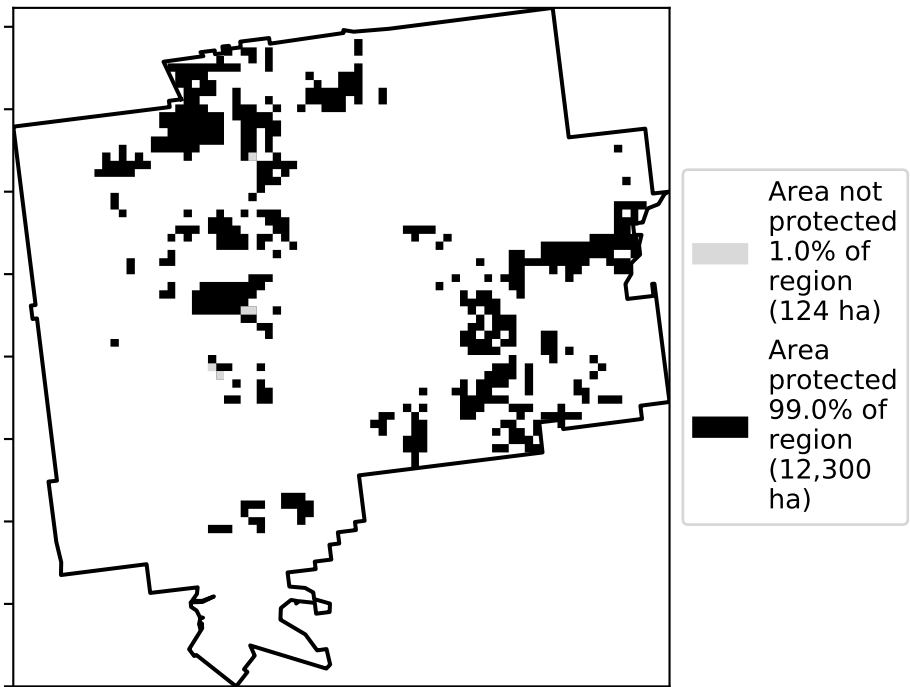 Area not
protected
1.0% of
region
(124 ha)
Area
protected
99.0% of
region
(12,300
ha)